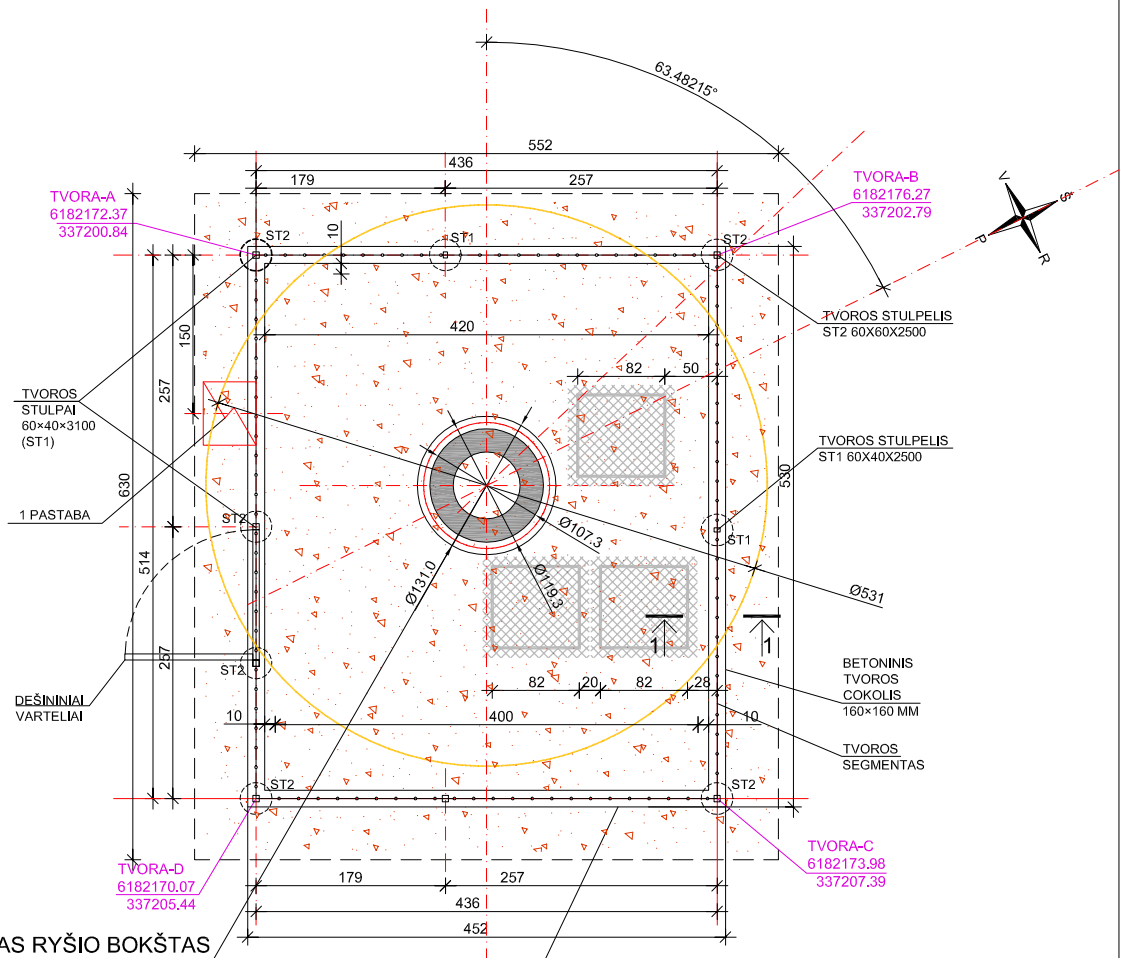 63.48215°
552
436
179
257
TVORA-A
6182172.37
337200.84
TVORA-B
6182176.27
337202.79
V
Š
P
R
ST2
10
ST1
ST2
TVOROS STULPELIS
ST2 60X60X2500
150
257
420
82
50
TVOROS
STULPAI
60×40×3100
(ST1)
TVOROS STULPELIS
ST1 60X40X2500
630
530
1 PASTABA
ST2
ST1
514
Ø107.3
Ø119.3
Ø131.0
Ø531
1
1
257
ST2
BETONINIS
TVOROS
COKOLIS
160×160 MM
DEŠINIAI
VARTELIAI
82
20
82
28
10
400
10
TVOROS
SEGMENTAS
ST2
ST2
TVORA-D
6182170.07
337205.44
TVORA-C
6182173.98
337207.39
179
257
436
452
AS RYŠIO BOKŠTAS